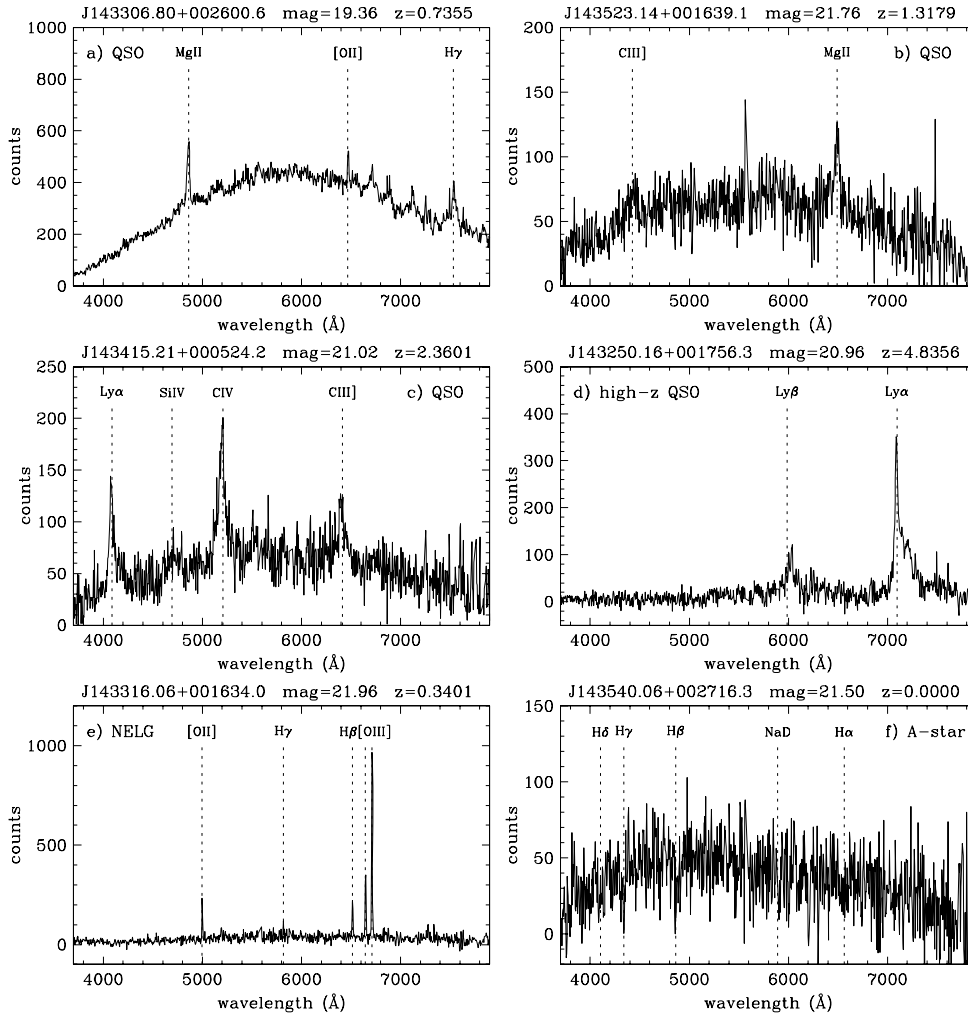 J143306.80+002600.6 mag=19.36 z=0.7355
1000
800
600
400
200
0
counts
a) QSO
MgII
[OII]
Hγ
4000 5000 6000 7000
wavelength (Å)
J143523.14+001639.1 mag=21.76 z=1.3179
200
150
100
50
0
counts
CIII]
MgII
b) QSO
4000 5000 6000 7000
wavelength (Å)
J143415.21+000524.2 mag=21.02 z=2.3601
250
200
150
100
50
0
counts
Lyα
SiIV
CIV
CIII]
c) QSO
4000 5000 6000 7000
wavelength (Å)
J143250.16+001756.3 mag=20.96 z=4.8356
500
400
300
200
100
0
counts
d) high-z QSO
Lyβ
Lyα
4000 5000 6000 7000
wavelength (Å)
J143316.06+001634.0 mag=21.96 z=0.3401
1000
500
0
counts
e) NELG
[OII]
Hγ
Hβ[OIII]
4000 5000 6000 7000
wavelength (Å)
J143540.06+002716.3 mag=21.50 z=0.0000
150
100
50
0
counts
Hδ
Hγ
Hβ
NaD
Hα
f) A-star
4000 5000 6000 7000
wavelength (Å)